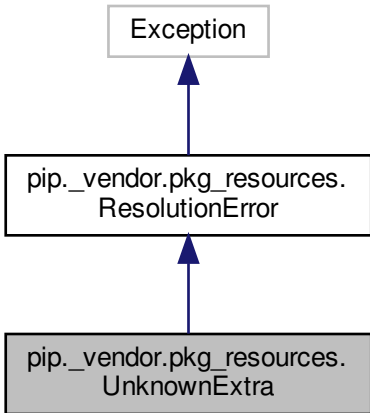 Exception
pip._vendor.pkg_resources.
ResolutionError
pip._vendor.pkg_resources.
UnknownExtra